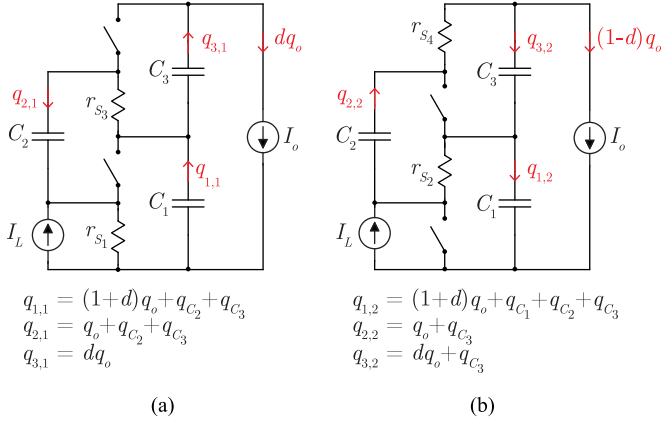 q3,1
dqo
rS4
q3,2
(1-d)qo
q2,1
rS3
C3
q2,2
C3
C2
Io
C2
Io
q1,1
rS2
q1,2
IL
rS1
C1
IL
C1
q1,1 = (1+d)qo+qC2+qC3
q2,1 = qo+qC2+qC3
q3,1 = dqo
q1,2 = (1+d)qo+qC1+qC2+qC3
q2,2 = qo+qC3
q3,2 = dqo+qC3
(a)
(b)